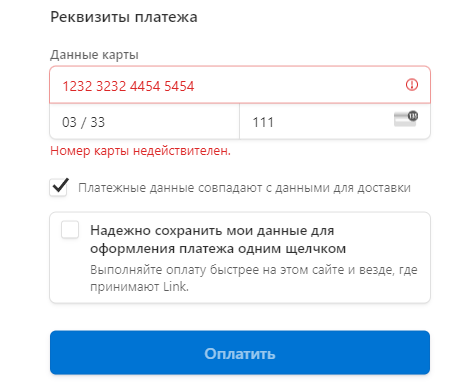 Реквизиты платежа
Данные карты
1232 3232 4454 5454
03 / 33
111
Номер карты недействителен.
Платежные данные совпадают с данными для доставки
Надежно сохранить мои данные для
оформления платежа одним щелчком
Выполняйте оплату быстрее на этом сайте и везде, где
принимают Link.
Оплатить